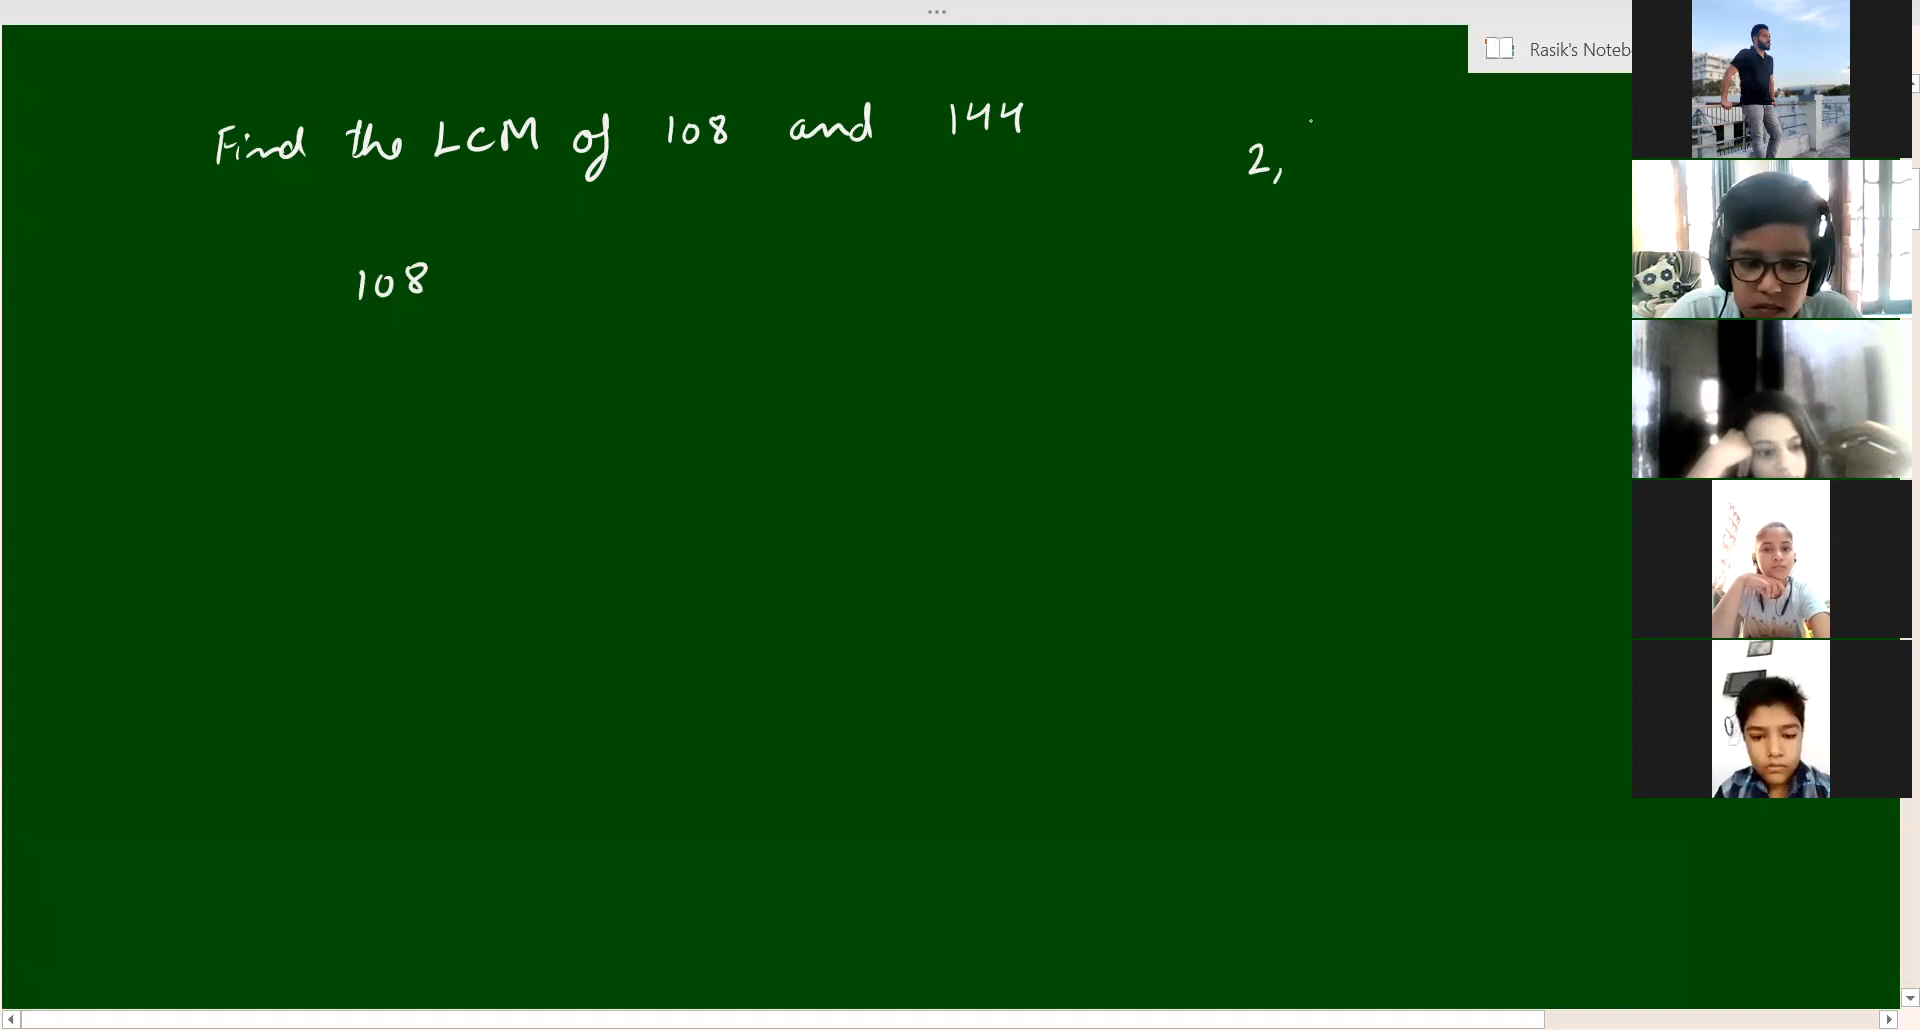 Rasik's Noteb
Find the LCM of 108 and 144
2,
108